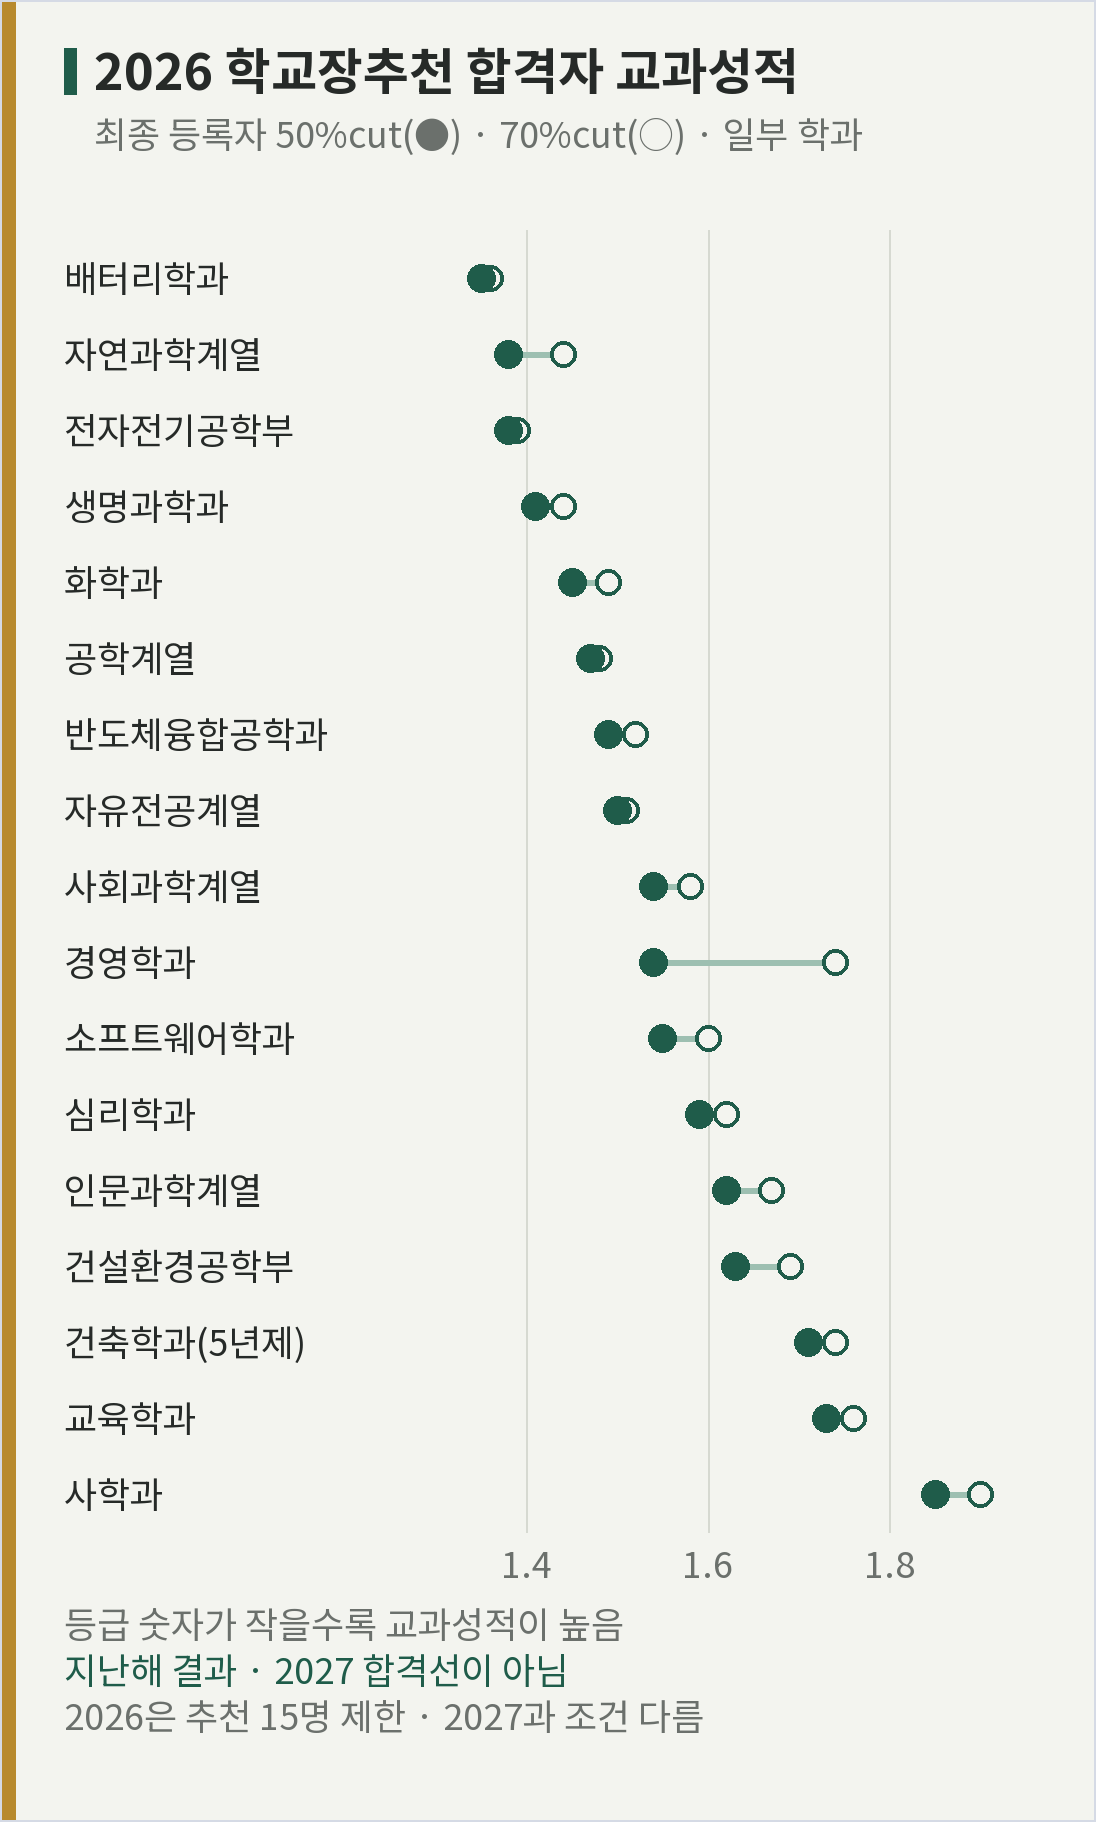 2026 학교장추천 합격자 교과성적
최종 등록자 50%cut(●) · 70%cut(○) · 일부 학과
배터리학과
자연과학계열
전자전기공학부
생명과학과
화학과
공학계열
반도체융합공학과
자유전공계열
사회과학계열
경영학과
소프트웨어학과
심리학과
인문과학계열
건설환경공학부
건축학과(5년제)
교육학과
사학과
1.4 1.6 1.8
등급 숫자가 작을수록 교과성적이 높음
지난해 결과 · 2027 합격선이 아님
2026은 추천 15명 제한 · 2027과 조건 다름